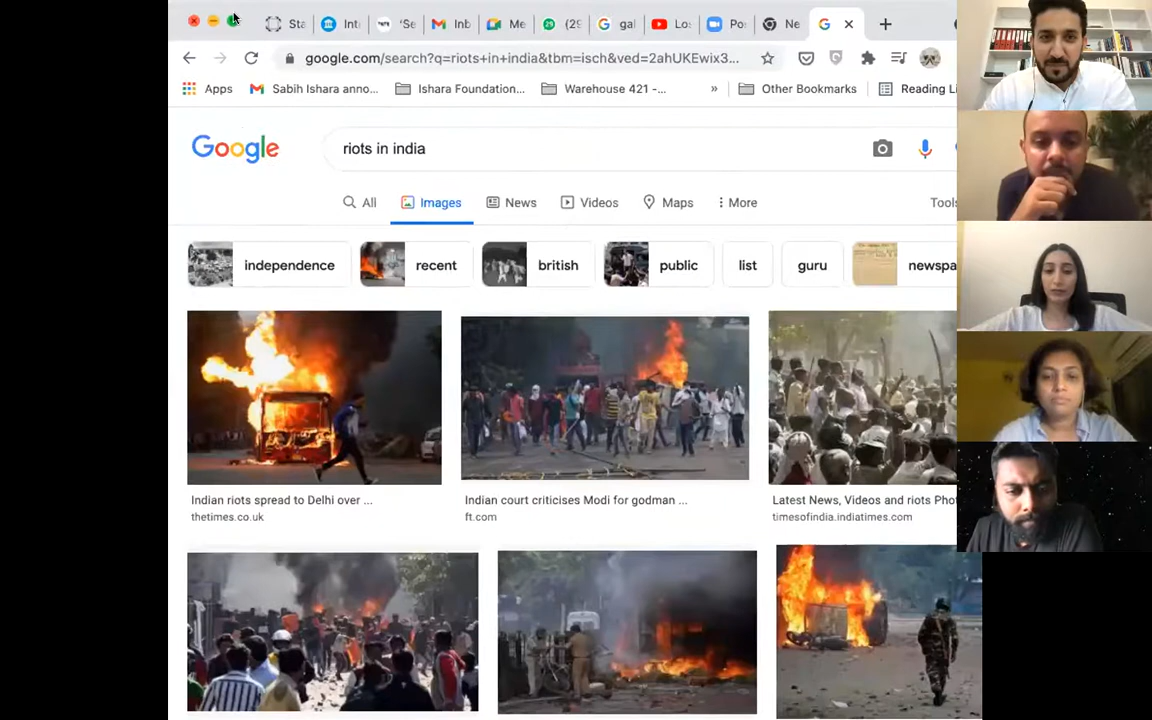 Sta
Int
'Se
Inb
Me
(29
gal
Lo
Po
Ne
google.com/search?q=riots+in+india&tbm=isch&ved=2ahUKEwix3...
Apps
Sabih Ishara anno...
Ishara Foundation...
Warehouse 421 -...
»
Other Bookmarks
Reading Li
Google
riots in india
All
Images
News
Videos
Maps
More
Tools
independence
recent
british
public
list
guru
newspa
Indian riots spread to Delhi over ...
thetimes.co.uk
Indian court criticises Modi for godman ...
ft.com
Latest News, Videos and riots Pho
timesofindia.indiatimes.com